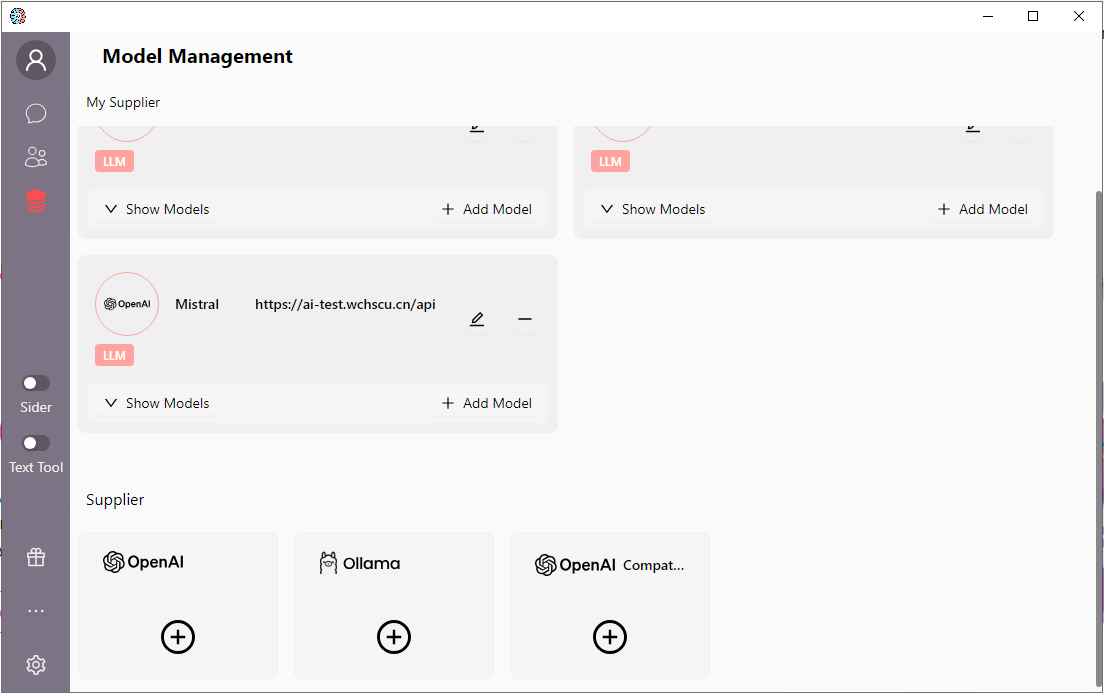 Model Management
My Supplier
LLM
Show Models
Add Model
LLM
Show Models
Add Model
OpenAI
Mistral
https://ai-test.wchscu.cn/api
LLM
Show Models
Add Model
Sider
Text Tool
Supplier
OpenAI
Ollama
OpenAI Compat...